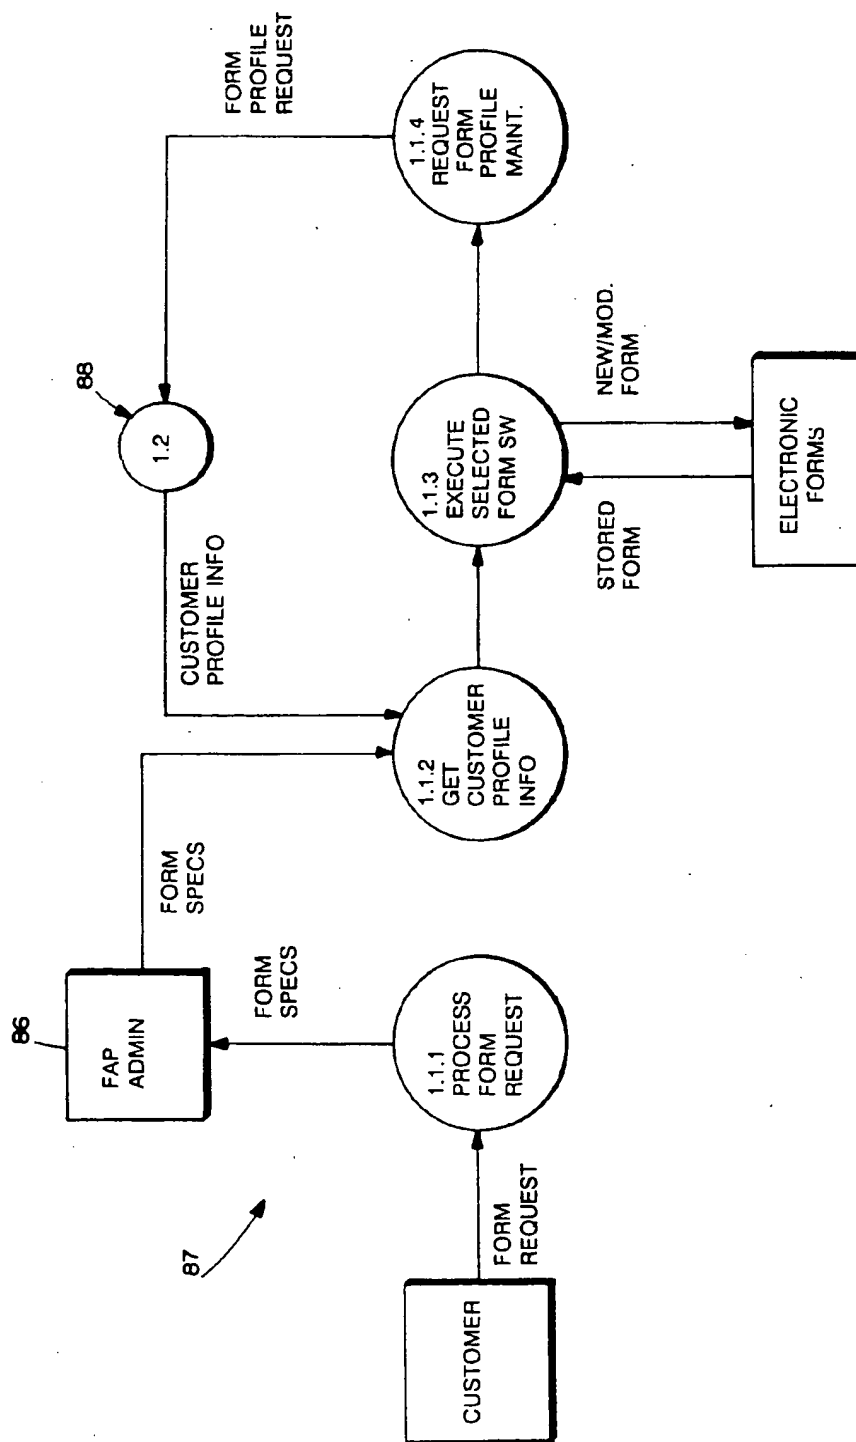 86
FAP
ADMIN
FORM
SPECS
FORM
SPECS
87
CUSTOMER
FORM
REQUEST
1.1.1
PROCESS
FORM
REQUEST
CUSTOMER
PROFILE INFO
88
1.2
FORM
PROFILE
REQUEST
1.1.2
GET
CUSTOMER
PROFILE
INFO
1.1.3
EXECUTE
SELECTED
FORM SW
1.1.4
REQUEST
FORM
PROFILE
MAINT.
STORED
FORM
NEW/MOD.
FORM
ELECTRONIC
FORMS